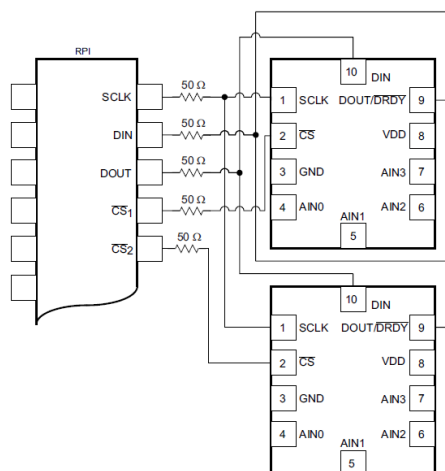 RPI
SCLK
DIN
DOUT
CS1
CS2
50 Ω
50 Ω
50 Ω
50 Ω
50 Ω
10 DIN
1 SCLK DOUT/DRDY 9
2 CS VDD 8
3 GND AIN3 7
4 AIN0 AIN2 6
AIN1
5
10 DIN
1 SCLK DOUT/DRDY 9
2 CS VDD 8
3 GND AIN3 7
4 AIN0 AIN2 6
AIN1
5